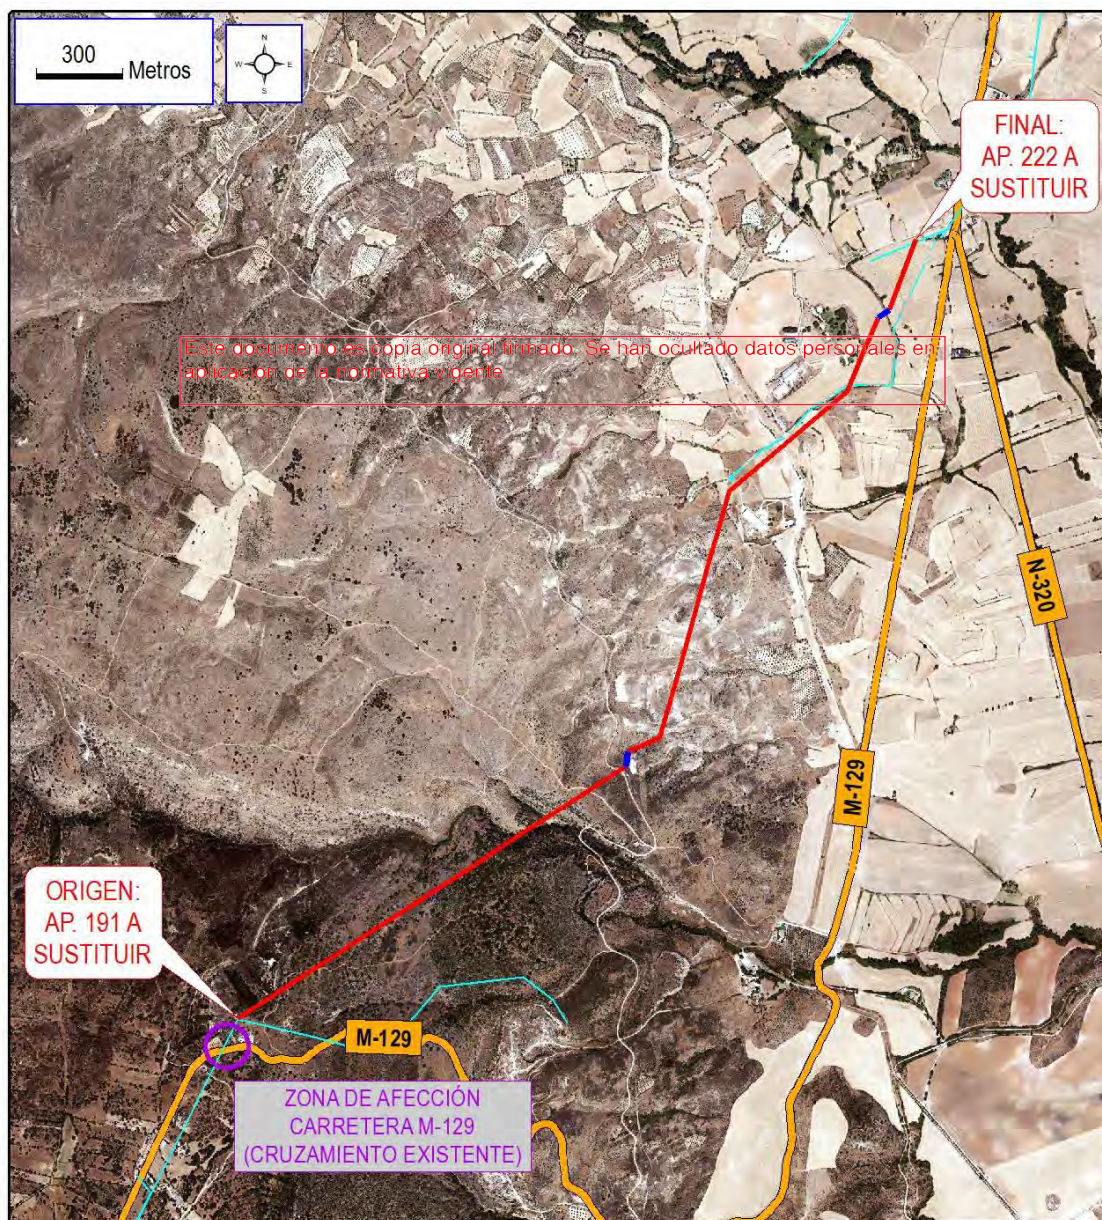 300
Metros
N
W E
S
FINAL:
AP. 222 A
SUSTITUIR
Este documento es copia original firmado. Se han ocultado datos personales en
aplicación de la normativa vigente
N-320
M-129
ORIGEN:
AP. 191 A
SUSTITUIR
M-129
ZONA DE AFECCIÓN
CARRETERA M-129
(CRUZAMIENTO EXISTENTE)